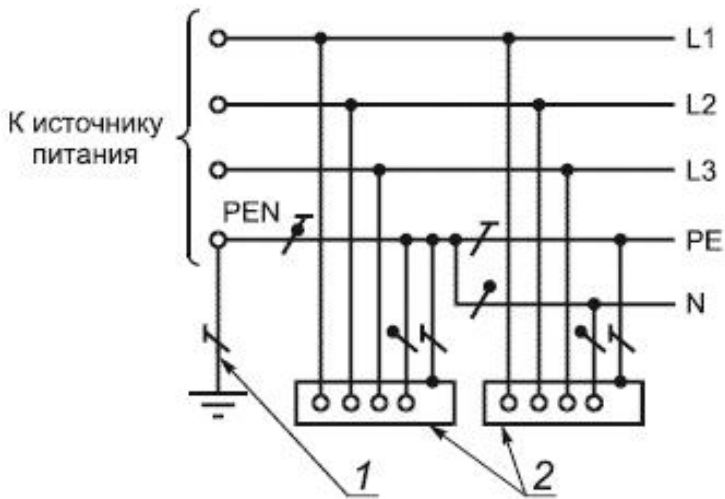 L1
L2
К источнику
питания
L3
PEN
PE
N
1
2